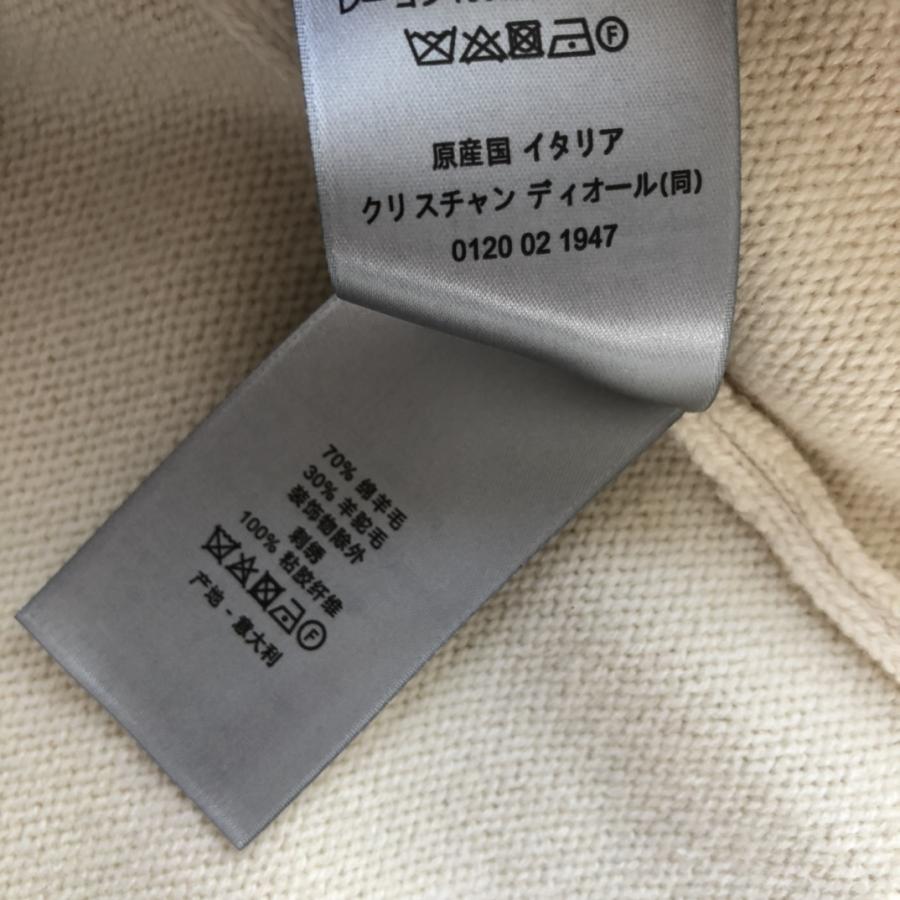 原産国 イタリア
クリスチャン ディオール(同)
0120 02 1947
70% 绵羊毛
30% 羊驼毛
装饰物除外
刺绣
100% 粘胶纤维
产地 - 意大利